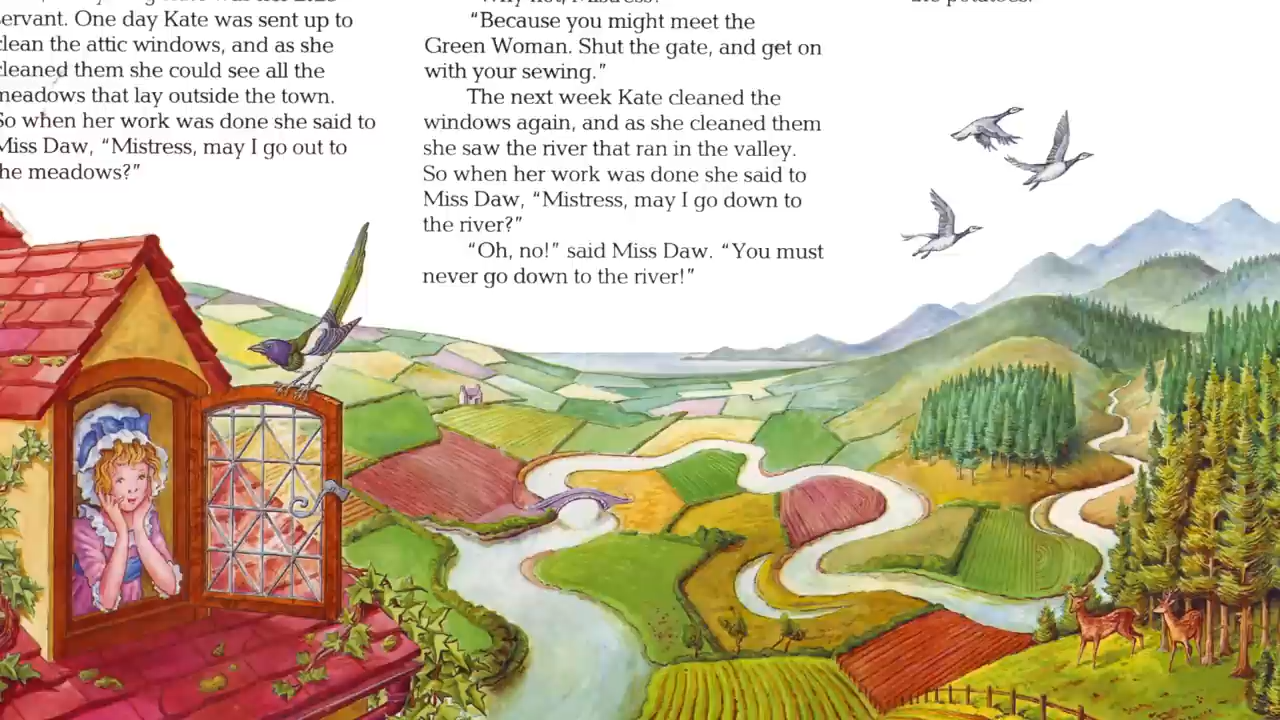 servant. One day Kate was sent up to
clean the attic windows, and as she
cleaned them she could see all the
meadows that lay outside the town.
So when her work was done she said to
Miss Daw, “Mistress, may I go out to
the meadows?”
“Because you might meet the
Green Woman. Shut the gate, and get on
with your sewing.”
The next week Kate cleaned the
windows again, and as she cleaned them
she saw the river that ran in the valley.
So when her work was done she said to
Miss Daw, “Mistress, may I go down to
the river?”
“Oh, no!” said Miss Daw. “You must
never go down to the river!”
potatoes.